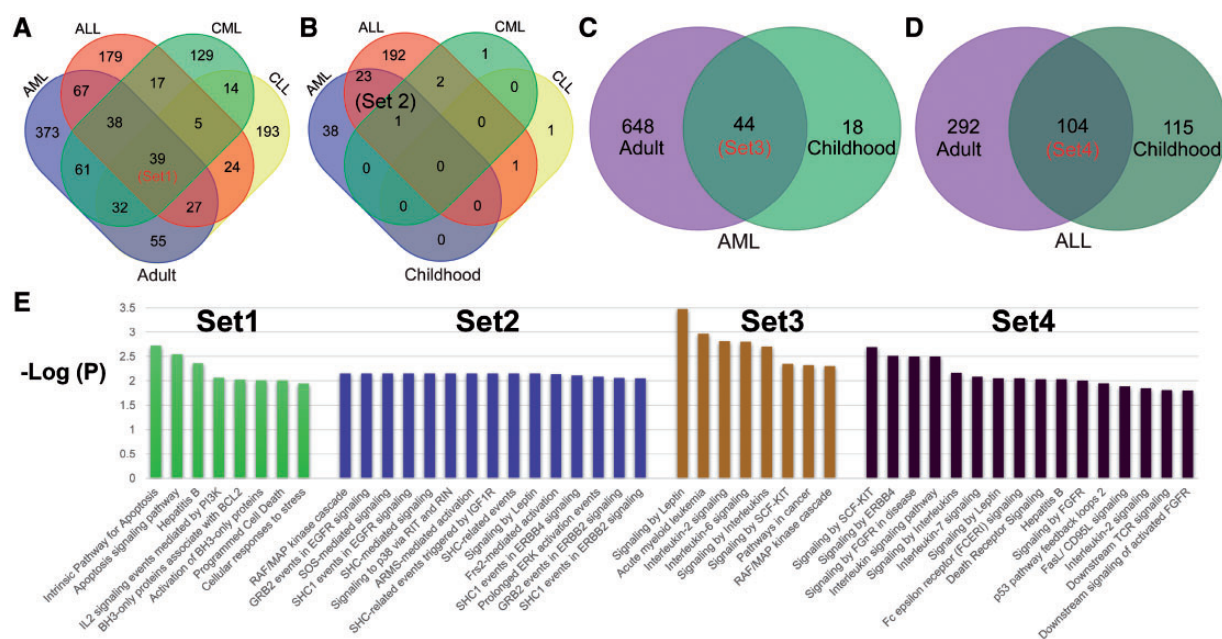 A
ALL
CML
AML
CLL
179
129
67
17
14
373
38
5
193
61
39
(Set1)
24
32
27
55
Adult
B
ALL
CML
AML
CLL
192
1
23
2
0
(Set 2)
38
1
0
1
0
0
1
0
0
0
Childhood
C
648
Adult
44
(Set3)
18
Childhood
AML
D
292
Adult
104
(Set4)
115
Childhood
ALL
E
Set1
Set2
Set3
Set4
-Log (P)
3.5
3
2.5
2
1.5
1
0.5
0
Intrinsic Pathway for Apoptosis
Apoptosis signaling pathway
Hepatitis B
IL2 signaling events mediated by PI3K
BH3-only proteins associate with BCL2
Activation of BH3-only proteins
Programmed Cell Death
Cellular responses to stress
RAF/MAP kinase cascade
GRB2 events in EGFR signaling
SOS-mediated signaling
SHC1 events in EGFR signaling
SHC-mediated signaling
Signaling to p38 via RIT and RIN
ARMS-mediated activation
SHC-related events triggered by IGF1R
SHC-related events
Signaling by Leptin
Frs2-mediated activation
SHC1 events in ERBB4 signaling
Prolonged ERK activation events
GRB2 events in ERBB2 signaling
SHC1 events in ERBB2 signaling
Signaling by Leptin
Acute myeloid leukemia
Interleukin-2 signaling
Interleukin-6 signaling
Signaling by Interleukins
Signaling by SCF-KIT
Pathways in cancer
RAF/MAP kinase cascade
Signaling by SCF-KIT
Signaling by ERBB4
Signaling by FGFR in disease
Interleukin signaling pathway
Signaling by Interleukins
Interleukin-7 signaling
Signaling by Leptin
Fc epsilon receptor (FCERI) signaling
Death Receptor Signaling
Hepatitis B
Signaling by FGFR
p53 pathway feedback loops 2
FasL/ CD95L signaling
Interleukin-2 signaling
Downstream TCR signaling
Downstream signaling of activated FGFR